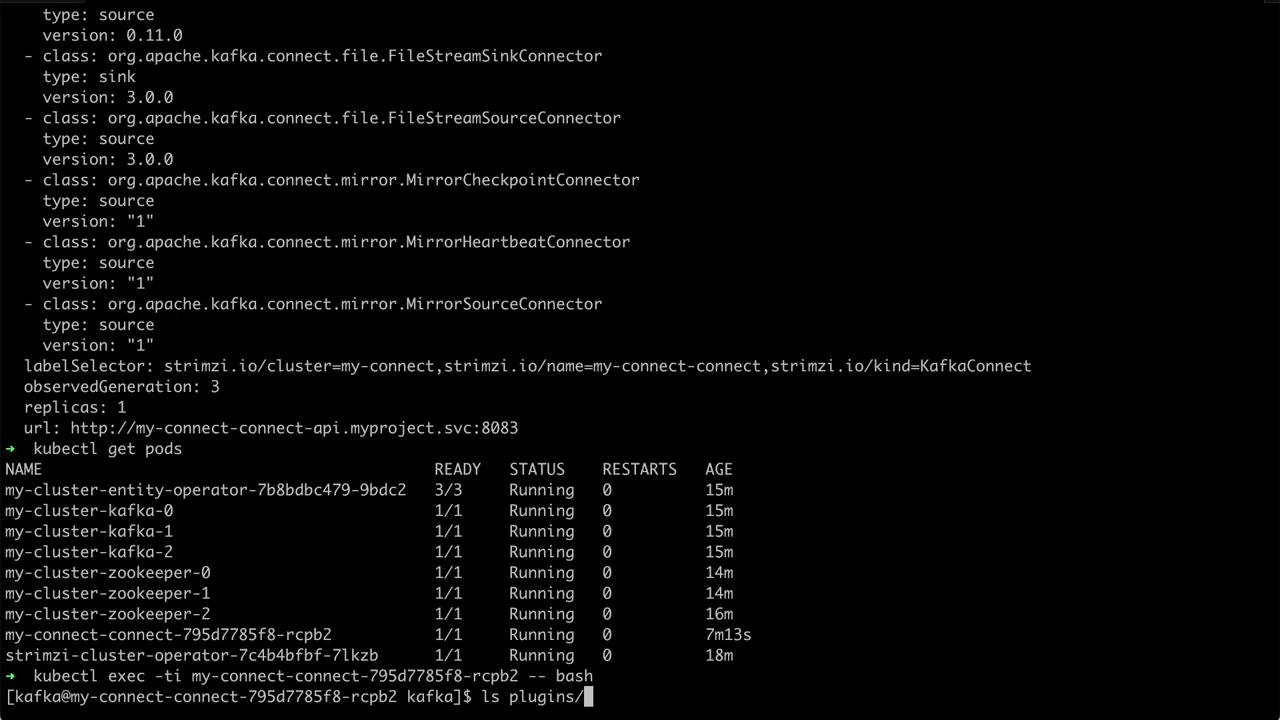 type: source
version: 0.11.0
- class: org.apache.kafka.connect.file.FileStreamSinkConnector
type: sink
version: 3.0.0
- class: org.apache.kafka.connect.file.FileStreamSourceConnector
type: source
version: 3.0.0
- class: org.apache.kafka.connect.mirror.MirrorCheckpointConnector
type: source
version: "1"
- class: org.apache.kafka.connect.mirror.MirrorHeartbeatConnector
type: source
version: "1"
- class: org.apache.kafka.connect.mirror.MirrorSourceConnector
type: source
version: "1"
labelSelector: strimzi.io/cluster=my-connect,strimzi.io/name=my-connect-connect,strimzi.io/kind=KafkaConnect
observedGeneration: 3
replicas: 1
url: http://my-connect-connect-api.myproject.svc:8083
➜ kubectl get pods
NAME READY STATUS RESTARTS AGE
my-cluster-entity-operator-7b8bdbc479-9bdc2 3/3 Running 0 15m
my-cluster-kafka-0 1/1 Running 0 15m
my-cluster-kafka-1 1/1 Running 0 15m
my-cluster-kafka-2 1/1 Running 0 15m
my-cluster-zookeeper-0 1/1 Running 0 14m
my-cluster-zookeeper-1 1/1 Running 0 14m
my-cluster-zookeeper-2 1/1 Running 0 16m
my-connect-connect-795d7785f8-rcpb2 1/1 Running 0 7m13s
strimzi-cluster-operator-7c4b4bfbf-7lkzb 1/1 Running 0 18m
➜ kubectl exec -ti my-connect-connect-795d7785f8-rcpb2 -- bash
[kafka@my-connect-connect-795d7785f8-rcpb2 kafka]$ ls plugins/